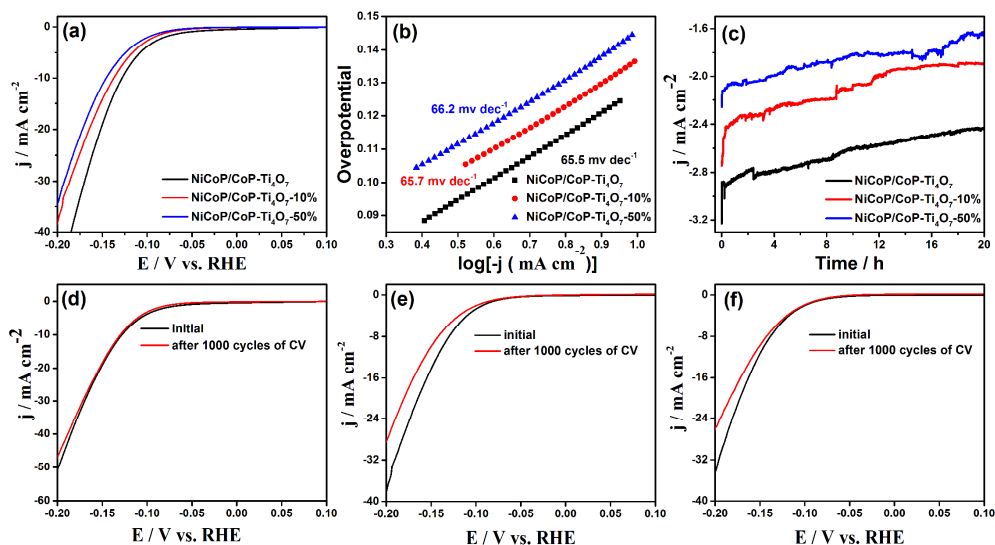 (a)
0
-10
-20
-30
-40
j / mA cm-2
NiCoP/CoP-Ti4O7
NiCoP/CoP-Ti4O7-10%
NiCoP/CoP-Ti4O7-50%
-0.20 -0.15 -0.10 -0.05 0.00 0.05 0.10
E / V vs. RHE
(b)
0.15
0.14
0.13
0.12
0.11
0.10
0.09
Overpotential
66.2 mv dec-1
65.5 mv dec-1
65.7 mv dec-1
NiCoP/CoP-Ti4O7
NiCoP/CoP-Ti4O7-10%
NiCoP/CoP-Ti4O7-50%
0.3 0.4 0.5 0.6 0.7 0.8 0.9 1.0
log[-j ( mA cm-2)]
(c)
-1.6
-2.0
-2.4
-2.8
-3.2
j / mA cm-2
NiCoP/CoP-Ti4O7
NiCoP/CoP-Ti4O7-10%
NiCoP/CoP-Ti4O7-50%
0 4 8 12 16 20
Time / h
(d)
0
-10
-20
-30
-40
-50
-60
j / mA cm-2
Initial
after 1000 cycles of CV
-0.20 -0.15 -0.10 -0.05 0.00 0.05 0.10
E / V vs. RHE
(e)
0
-8
-16
-24
-32
-40
j / mA cm-2
initial
after 1000 cycles of CV
-0.20 -0.15 -0.10 -0.05 0.00 0.05 0.10
E / V vs. RHE
(f)
0
-8
-16
-24
-32
-40
j / mA cm-2
initial
after 1000 cycles of CV
-0.20 -0.15 -0.10 -0.05 0.00 0.05 0.10
E / V vs. RHE